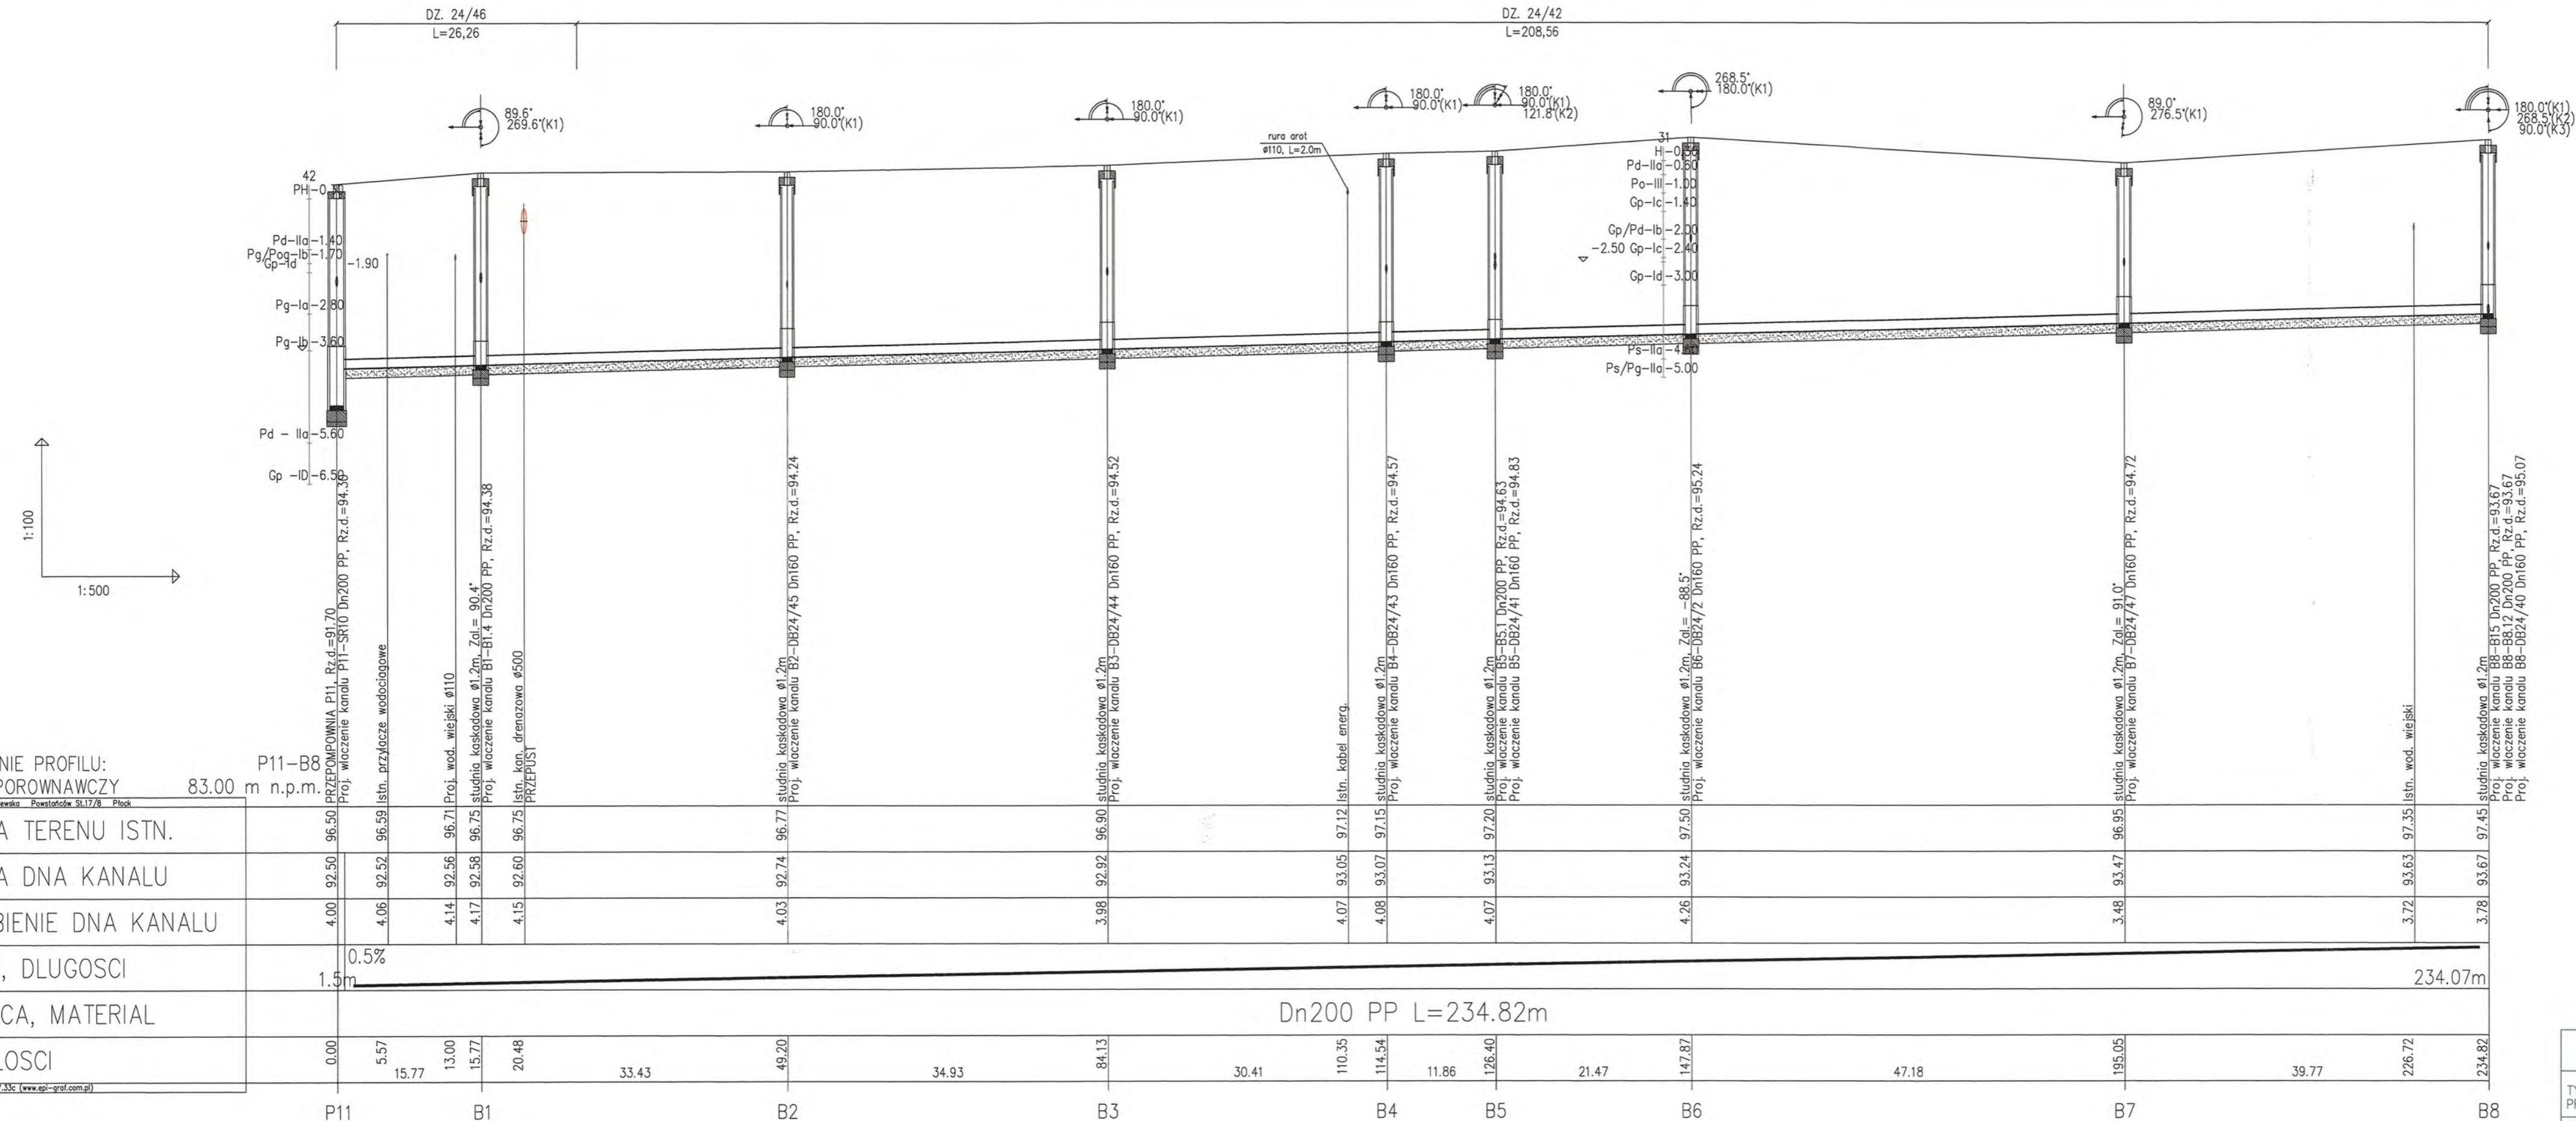 DZ. 24/46
L=26,26
DZ. 24/42
L=208,56
89.6°
269.6°(K1)
180.0°
90.0°(K1)
180.0°
90.0°(K1)
180.0°
90.0°(K1)
180.0°
90.0°(K1)
121.8°(K2)
268.5°
180.0°(K1)
89.0°
276.5°(K1)
180.0°(K1)
268.5°(K2)
90.0°(K3)
rura arot
ø110, L=2.0m
42
PH-0.
Pd-IIa-1.40
Pg/Pog-Ib-1.70
Gp-Id -1.90
Pg-Ia-2.80
Pg-Ib-3.60
Pd - IIa-5.60
Gp -ID-6.50
31
H-0.
Pd-IIa-0.60
Po-III-1.00
Gp-Ic-1.40
Gp/Pd-Ib-2.00
-2.50 Gp-Ic-2.40
Gp-Id-3.00
Ps-IIa-4.
Ps/Pg-IIa-5.00
1:100
1:500
PRZEPOMPOWNIA P11, Rz.d.=91.70
Proj. wlaczenie kanalu P11-SR10 Dn200 PP, Rz.d.=94.30
Istn. przylacze wodociagowe
Proj. wod. wiejski ø110
studnia kaskadowa ø1.2m, Zal.= 90.4°
Proj. wlaczenie kanalu B1-B1.4 Dn200 PP, Rz.d.=94.38
Istn. kan. drenazowa ø500
PRZEPUST
studnia kaskadowa ø1.2m
Proj. wlaczenie kanalu B2-DB24/45 Dn160 PP, Rz.d.=94.24
studnia kaskadowa ø1.2m
Proj. wlaczenie kanalu B3-DB24/44 Dn160 PP, Rz.d.=94.52
Istn. kabel energ.
studnia kaskadowa ø1.2m
Proj. wlaczenie kanalu B4-DB24/43 Dn160 PP, Rz.d.=94.57
studnia kaskadowa ø1.2m
Proj. wlaczenie kanalu B5-B5.1 Dn200 PP, Rz.d.=94.63
Proj. wlaczenie kanalu B5-DB24/41 Dn160 PP, Rz.d.=94.83
studnia kaskadowa ø1.2m, Zal.= -88.5°
Proj. wlaczenie kanalu B6-DB24/2 Dn160 PP, Rz.d.=95.24
studnia kaskadowa ø1.2m, Zal.= 91.0°
Proj. wlaczenie kanalu B7-DB24/47 Dn160 PP, Rz.d.=94.72
Istn. wod. wiejski
studnia kaskadowa ø1.2m
Proj. wlaczenie kanalu B8-B15 Dn200 PP, Rz.d.=93.67
Proj. wlaczenie kanalu B8-B8.12 Dn200 PP, Rz.d.=93.67
Proj. wlaczenie kanalu B8-DB24/40 Dn160 PP, Rz.d.=95.07
NIE PROFILU: P11-B8
POROWNAWCZY 83.00 m n.p.m.
ewska Powstańców St.17/8 Płock
A TERENU ISTN. 96.50 96.59 96.71 96.75 96.75 96.77 96.90 97.12 97.15 97.20 97.50 96.95 97.35 97.45
A DNA KANALU 92.50 92.52 92.56 92.58 92.60 92.74 92.92 93.05 93.07 93.13 93.24 93.47 93.63 93.67
BIENIE DNA KANALU 4.00 4.06 4.14 4.17 4.15 4.03 3.98 4.07 4.08 4.07 4.26 3.48 3.72 3.78
, DLUGOSCI 0.5% 1.5m 234.07m
CA, MATERIAL Dn200 PP L=234.82m
LOSCI 0.00 5.57 13.00 15.77 20.48 49.20 84.13 110.35 114.54 126.40 147.87 195.05 226.72 234.82
15.77 33.43 34.93 30.41 11.86 21.47 47.18 39.77
.33c (www.epi-graf.com.pl)
P11 B1 B2 B3 B4 B5 B6 B7 B8